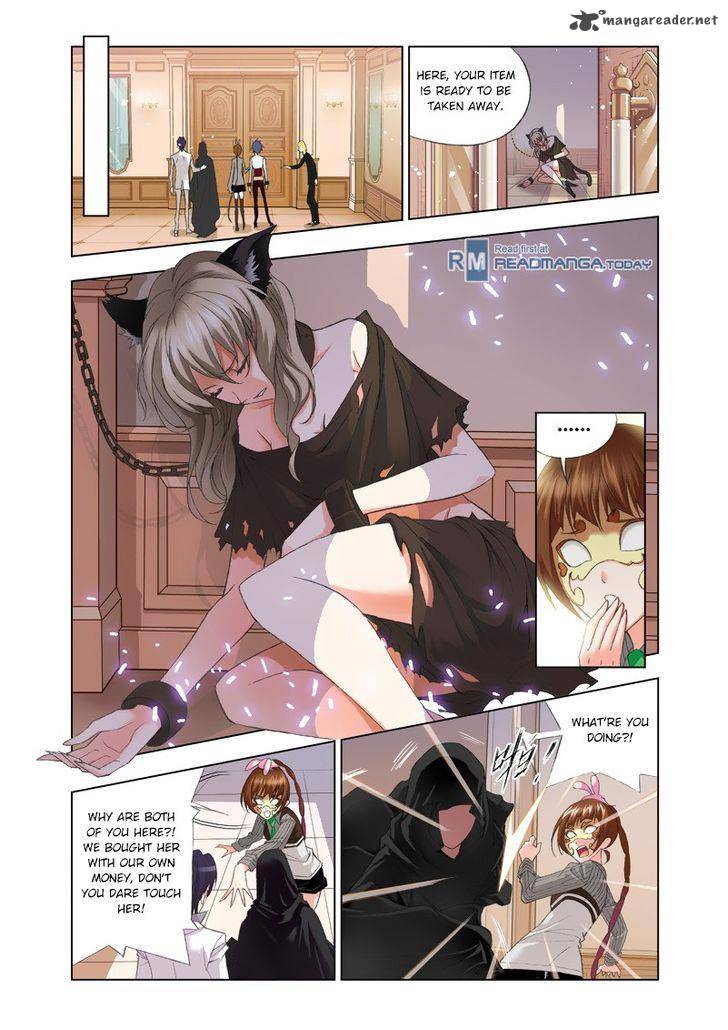 mangareader.net
HERE, YOUR ITEM
IS READY TO BE
TAKEN AWAY.
RM
Read first at
READMANGA.TODAY
......
WHAT'RE YOU
DOING?!
WHY ARE BOTH
OF YOU HERE?!
WE BOUGHT HER
WITH OUR OWN
MONEY, DON'T
YOU DARE TOUCH
HER!